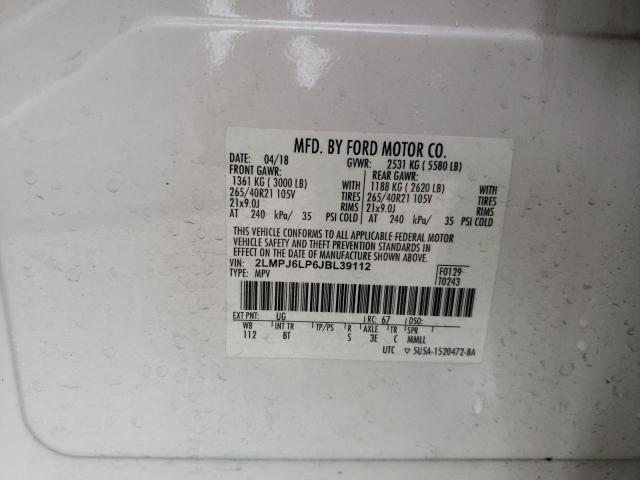 MFD. BY FORD MOTOR CO.
DATE: 04/18 GVWR: 2531 KG ( 5580 LB)
FRONT GAWR: REAR GAWR:
1361 KG ( 3000 LB) WITH 1188 KG ( 2620 LB) WITH
265/40R21 105V TIRES 265/40R21 105V TIRES
21x9.0J RIMS 21x9.0J RIMS
AT 240 kPa/ 35 PSI COLD AT 240 kPa/ 35 PSI COLD
THIS VEHICLE CONFORMS TO ALL APPLICABLE FEDERAL MOTOR
VEHICLE SAFETY AND THEFT PREVENTION STANDARDS IN
EFFECT ON THE DATE OF MANUFACTURE SHOWN ABOVE.
VIN: 2LMPJ6LP6JBL39112 F0129
TYPE: MPV T0243
EXT PNT: UG RC: 67 DSO:
WB INT TR TP/PS R AXLE TR SPR
112 BT S 3E C MMLL
UTC ▽ 5U5A-1520472-BA